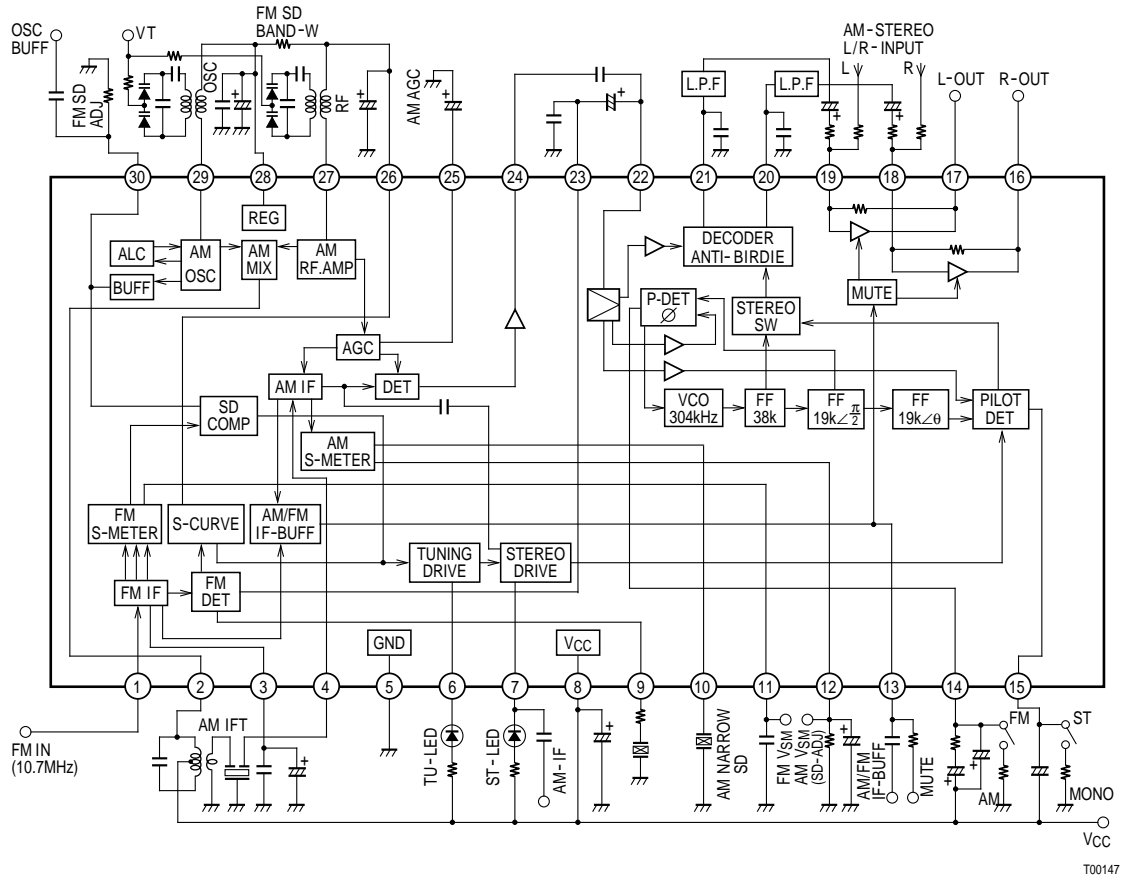 OSC
BUFF
VT
FM SD
BAND-W
FM SD
ADJ
OSC
RF
AM AGC
L.P.F
L.P.F
AM-STEREO
L/R-INPUT
L
R
L-OUT
R-OUT
30
29
28
27
26
25
24
23
22
21
20
19
18
17
16
REG
ALC
AM
OSC
AM
MIX
AM
RF.AMP
BUFF
DECODER
ANTI-BIRDIE
P-DET
Ø
STEREO
SW
MUTE
AGC
AM IF
DET
SD
COMP
AM
S-METER
VCO
304kHz
FF
38k
FF
19k∠π/2
FF
19k∠θ
PILOT
DET
FM
S-METER
S-CURVE
AM/FM
IF-BUFF
TUNING
DRIVE
STEREO
DRIVE
FM IF
FM
DET
GND
VCC
1
2
3
4
5
6
7
8
9
10
11
12
13
14
15
FM IN
(10.7MHz)
AM IFT
TU-LED
ST-LED
AM-IF
AM NARROW
SD
FM VSM
AM VSM
(SD-ADJ)
AM/FM
IF-BUFF
MUTE
FM
AM
ST
MONO
VCC
T00147